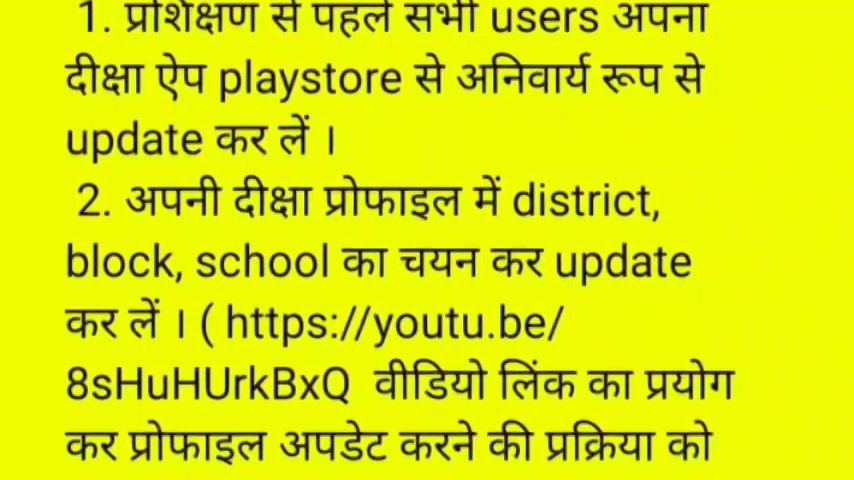 1. प्रशिक्षण से पहले सभी users अपना
दीक्षा ऐप playstore से अनिवार्य रूप से
update कर लें ।
2. अपनी दीक्षा प्रोफाइल में district,
block, school का चयन कर update
कर लें । ( https://youtu.be/
8sHuHUrkBxQ वीडियो लिंक का प्रयोग
कर प्रोफाइल अपडेट करने की प्रक्रिया को